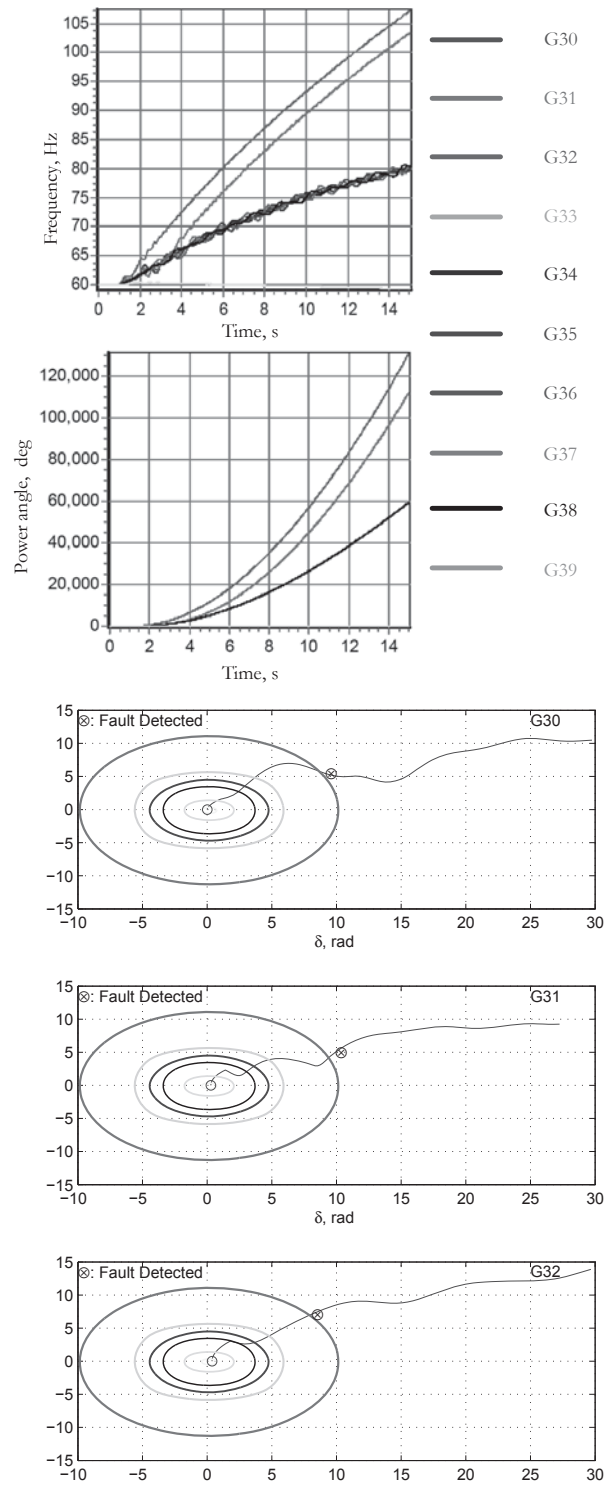 105
100
95
90
85
80
75
70
65
60
Frequency, Hz
0 2 4 6 8 10 12 14
Time, s
120,000
100,000
80,000
60,000
40,000
20,000
0
Power angle, deg
0 2 4 6 8 10 12 14
Time, s
G30
G31
G32
G33
G34
G35
G36
G37
G38
G39
⊗: Fault Detected
G30
15
10
5
0
−5
−10
15
−10 −5 0 5 10 15 20 25 30
δ, rad
⊗: Fault Detected
G31
15
10
5
0
−5
−10
15
−10 −5 0 5 10 15 20 25 30
δ, rad
⊗: Fault Detected
G32
15
10
5
0
−5
−10
15
−10 −5 0 5 10 15 20 25 30